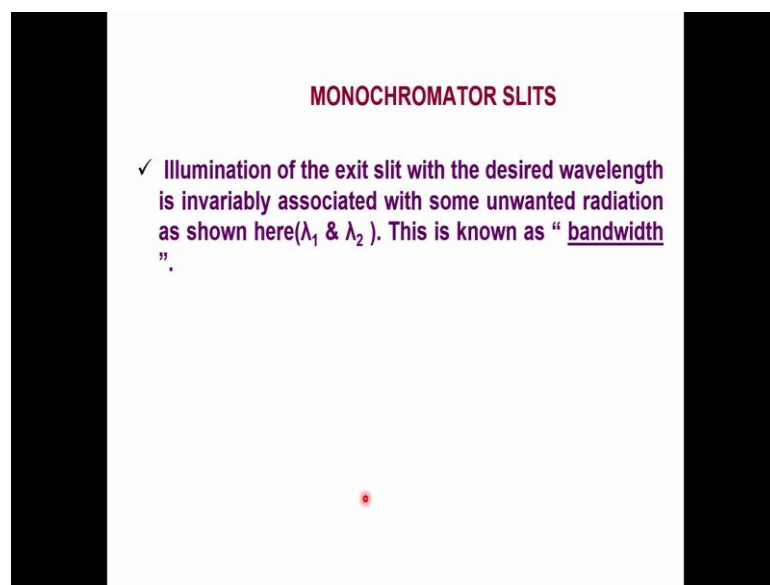 MONOCHROMATOR SLITS
✓ Illumination of the exit slit with the desired wavelength
is invariably associated with some unwanted radiation
as shown here(λ₁ & λ₂ ). This is known as “ bandwidth
”.